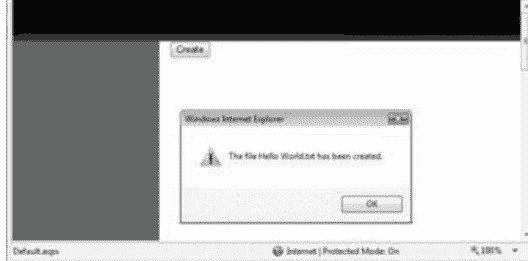 Create
Windows Internet Explorer
The file Hello World.txt has been created.
OK
Default.aspx
Internet | Protected Mode: On
100%